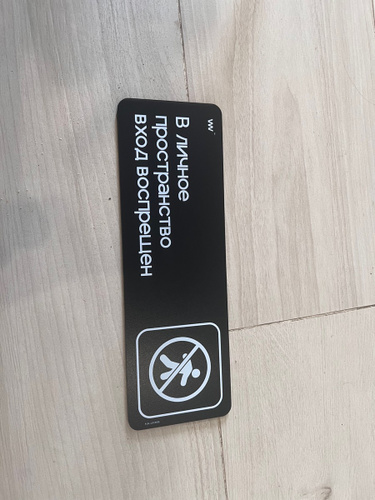 w
В личное
пространство
вход воспрещен